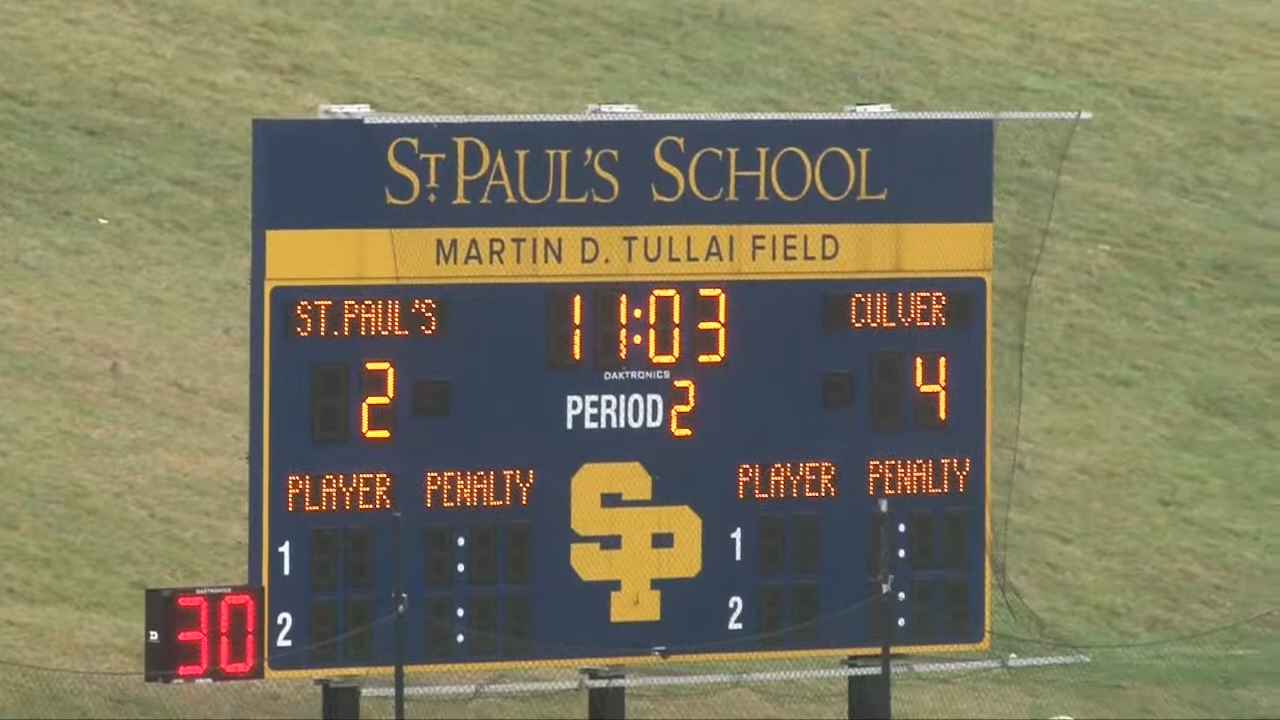 ST. PAUL'S SCHOOL
MARTIN D. TULLAI FIELD
ST.PAUL'S 11:03 CULVER
DAKTRONICS
2 PERIOD 2 4
PLAYER PENALTY PLAYER PENALTY
SP
1 : 1 :
2 : 2 :
DAKTRONICS
30